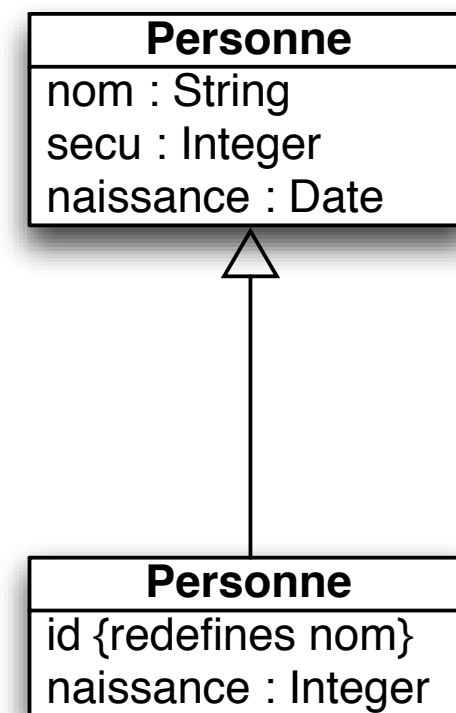 Personne
nom : String
secu : Integer
naissance : Date
Personne
id {redefines nom}
naissance : Integer